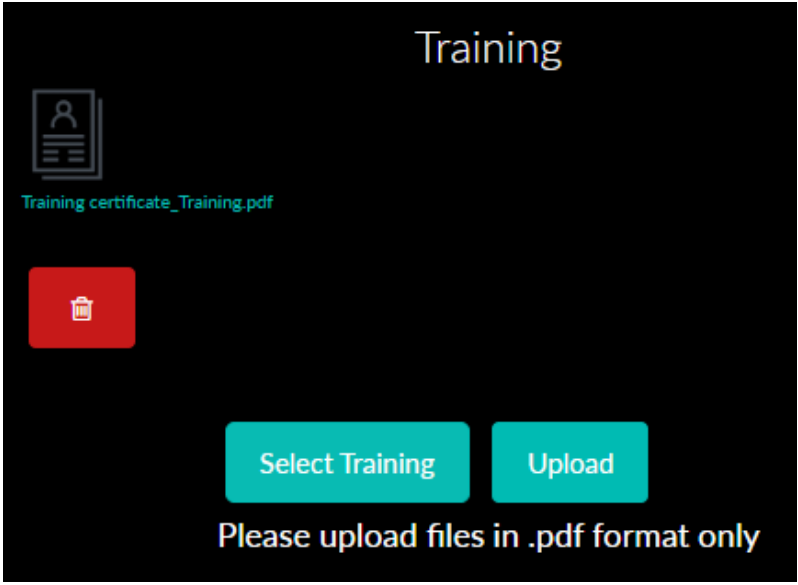 Training
Training certificate_Training.pdf
Select Training
Upload
Please upload files in .pdf format only